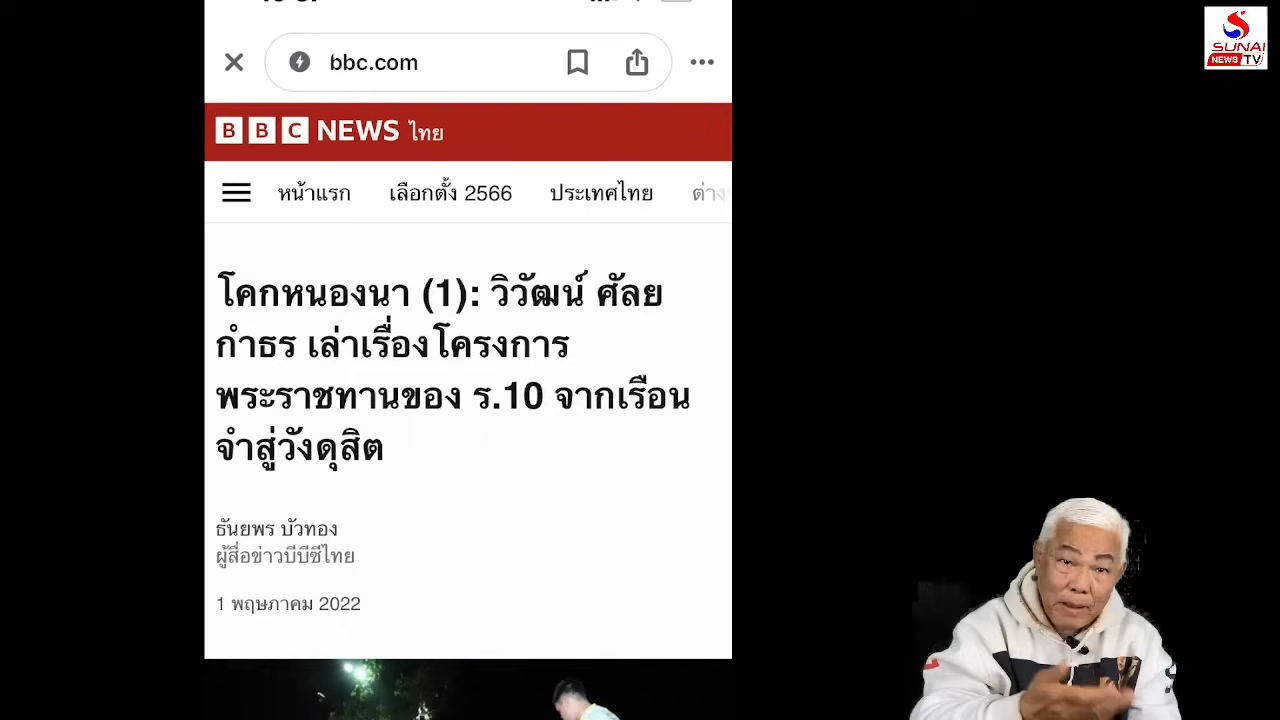 SUNAI
NEWS TV
bbc.com
BBC NEWS ไทย
หน้าแรก เลือกตั้ง 2566 ประเทศไทย ต่าง
โคกหนองนา (1): วิวัฒน์ ศัลย
กำธร เล่าเรื่องโครงการ
พระราชทานของ ร.10 จากเรือน
จำสู่วังดุสิต
ธันยพร บัวทอง
ผู้สื่อข่าวบีบีซีไทย
1 พฤษภาคม 2022